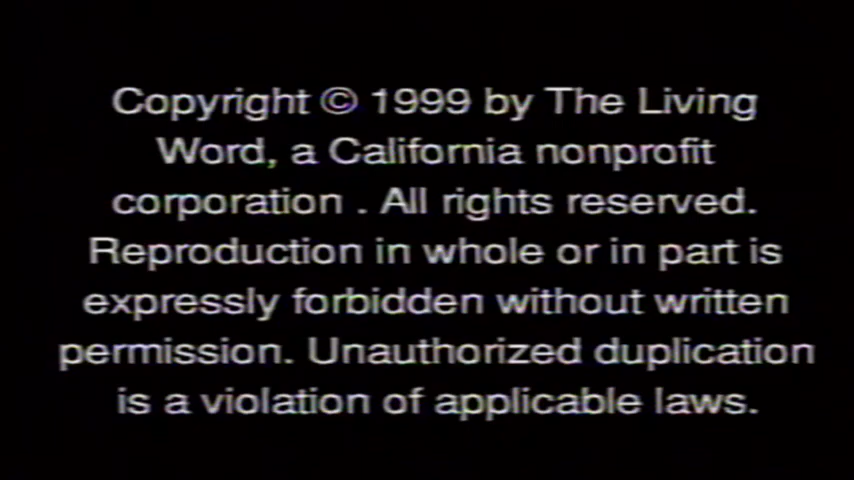 Copyright © 1999 by The Living
Word, a California nonprofit
corporation . All rights reserved.
Reproduction in whole or in part is
expressly forbidden without written
permission. Unauthorized duplication
is a violation of applicable laws.